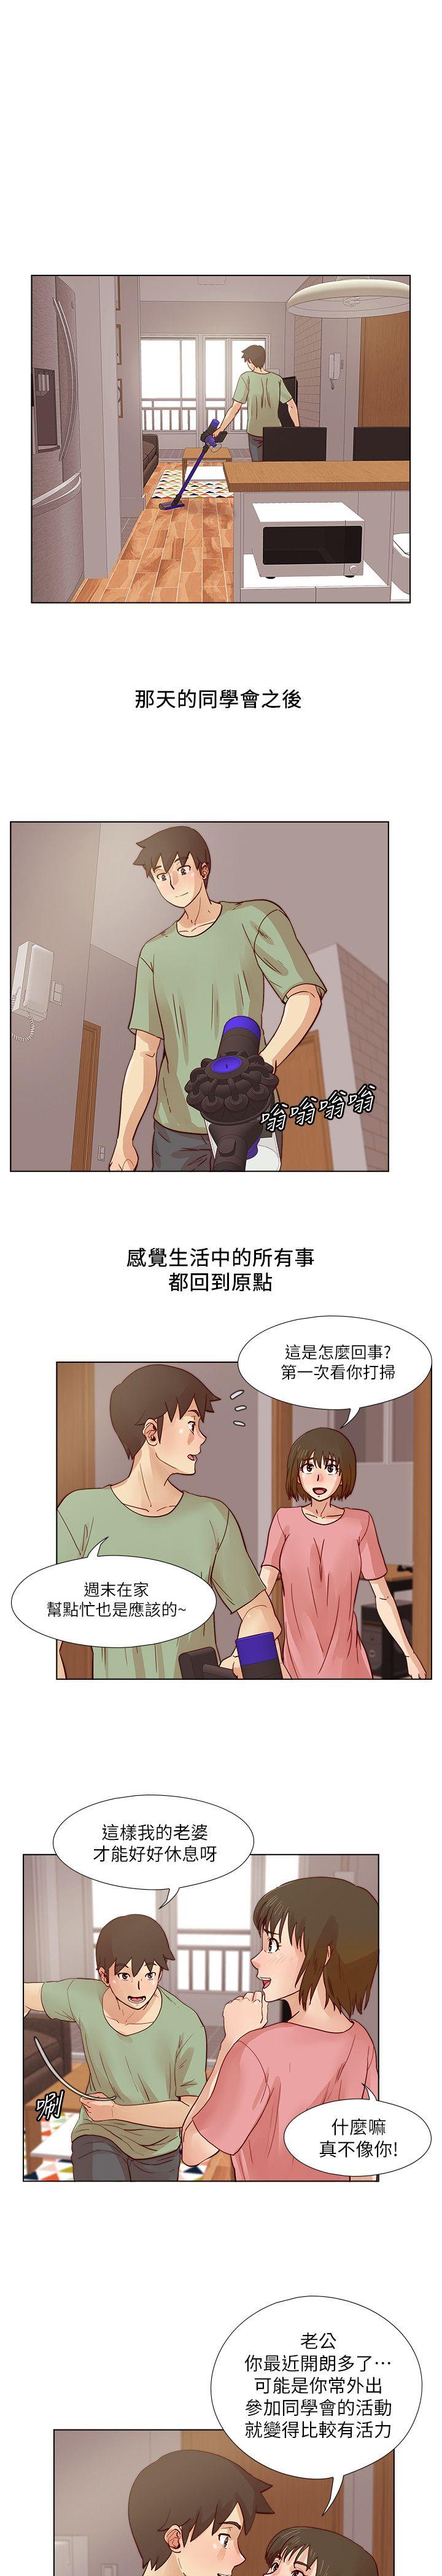 那天的同學會之後
嗡嗡嗡嗡
感覺生活中的所有事
都回到原點
這是怎麼回事?
第一次看你打掃
週末在家
幫點忙也是應該的~
這樣我的老婆
才能好好休息呀
唰
什麼嘛
真不像你!
老公
你最近開朗多了⋯
可能是你常外出
參加同學會的活動
就變得比較有活力